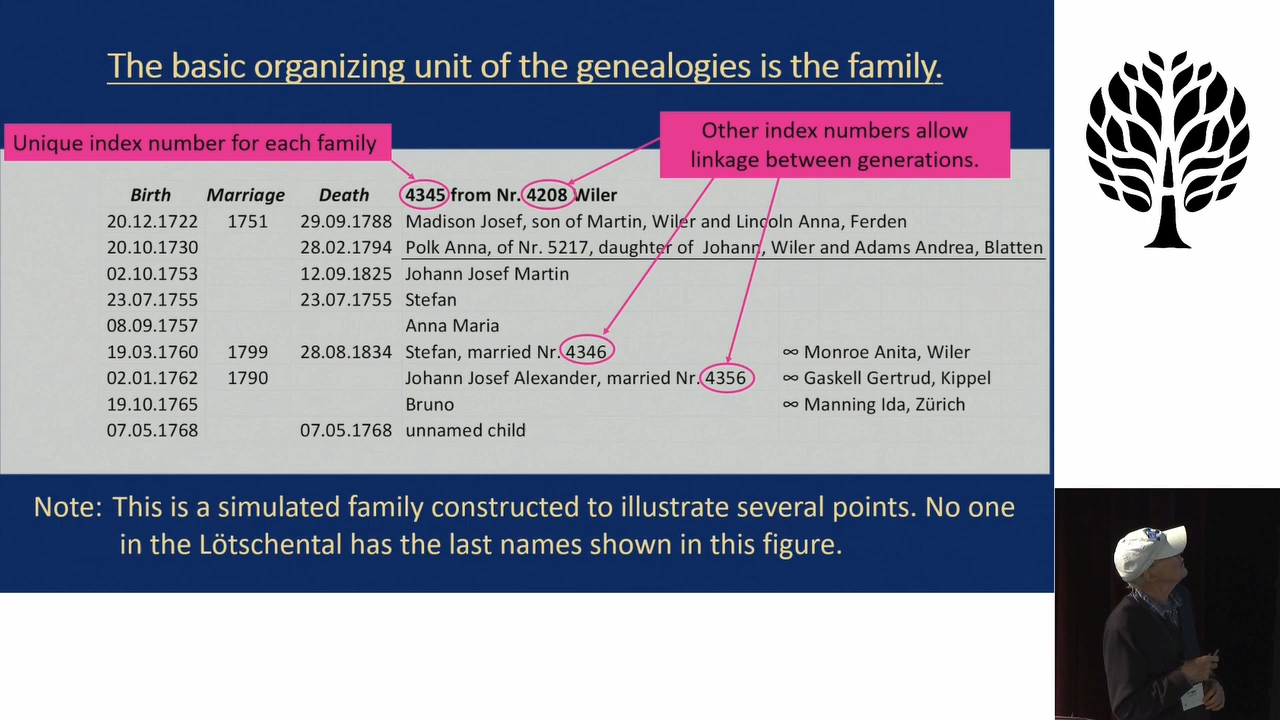 The basic organizing unit of the genealogies is the family.
Unique index number for each family
Other index numbers allow
linkage between generations.
Birth Marriage Death 4345 from Nr. 4208 Wiler
20.12.1722 1751 29.09.1788 Madison Josef, son of Martin, Wiler and Lincoln Anna, Ferden
20.10.1730 28.02.1794 Polk Anna, of Nr. 5217, daughter of Johann, Wiler and Adams Andrea, Blatten
02.10.1753 12.09.1825 Johann Josef Martin
23.07.1755 23.07.1755 Stefan
08.09.1757 Anna Maria
19.03.1760 1799 28.08.1834 Stefan, married Nr. 4346 ∞ Monroe Anita, Wiler
02.01.1762 1790 Johann Josef Alexander, married Nr. 4356 ∞ Gaskell Gertrud, Kippel
19.10.1765 Bruno ∞ Manning Ida, Zürich
07.05.1768 07.05.1768 unnamed child
Note: This is a simulated family constructed to illustrate several points. No one
in the Lötschental has the last names shown in this figure.